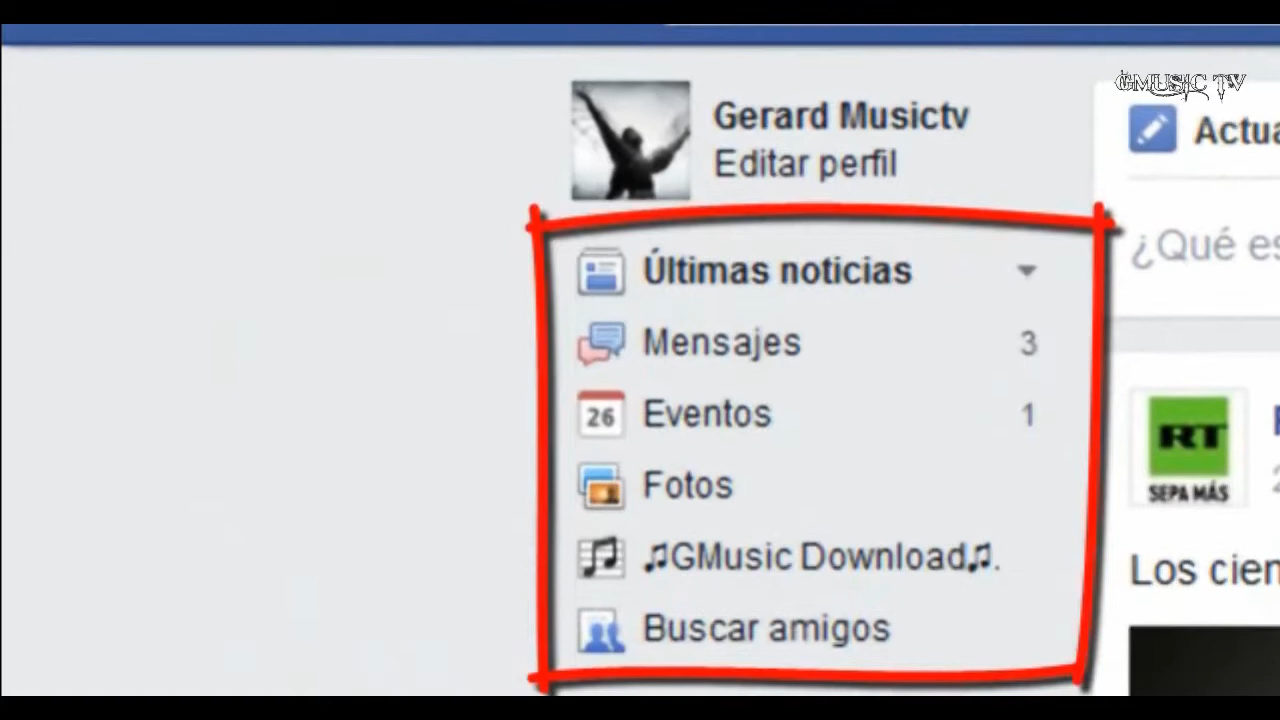 GMUSIC TV
Gerard Musictv
Editar perfil
Actua
¿Qué es
Últimas noticias
Mensajes 3
Eventos 1
26
Fotos
♫GMusic Download♫.
Buscar amigos
RT
SEPA MÁS
Los cien